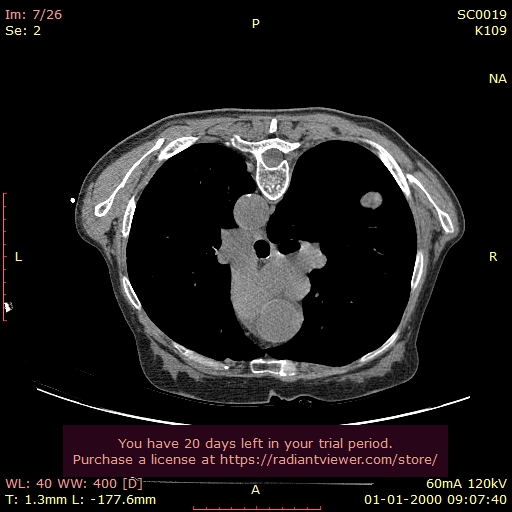 Im: 7/26
Se: 2
P
SC0019
K109
NA
L
R
You have 20 days left in your trial period.
Purchase a license at https://radiantviewer.com/store/
WL: 40 WW: 400 [D]
T: 1.3mm L: -177.6mm
A
60mA 120kV
01-01-2000 09:07:40